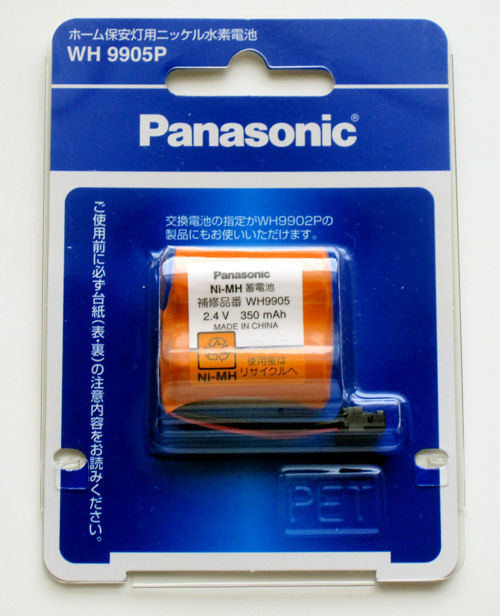 ホーム保安灯用ニッケル水素電池
WH 9905P
Panasonic®
交換電池の指定がWH9902Pの
製品にもお使いいただけます。
ご使用前に必ず台紙(表・裏)の注意内容をお読みください。
Panasonic
Ni-MH 蓄電池
補修品番 WH9905
2.4 V 350 mAh
MADE IN CHINA
Ni-MH
使用後は
リサイクルへ
PET